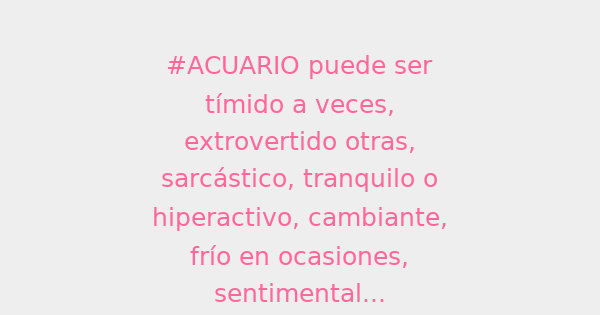 #ACUARIO puede ser
tímido a veces,
extrovertido otras,
sarcástico, tranquilo o
hiperactivo, cambiante,
frío en ocasiones,
sentimental...